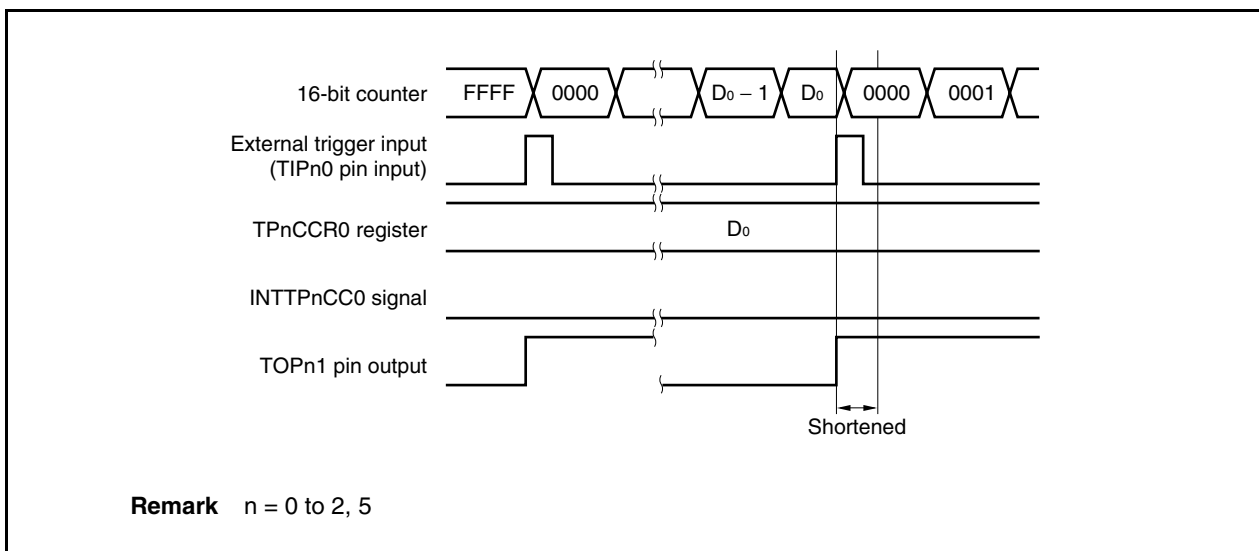 16-bit counter FFFF 0000 D₀ − 1 D₀ 0000 0001
External trigger input
(TIPn0 pin input)
TPnCCR0 register D₀
INTTPnCC0 signal
TOPn1 pin output
Shortened
Remark n = 0 to 2, 5